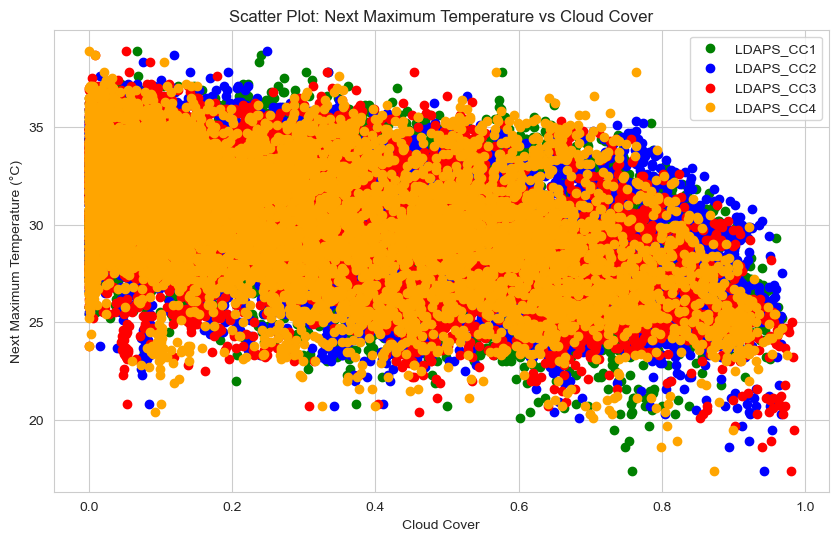 Scatter Plot: Next Maximum Temperature vs Cloud Cover
LDAPS_CC1
LDAPS_CC2
LDAPS_CC3
LDAPS_CC4
Next Maximum Temperature (°C)
35
30
25
20
0.0 0.2 0.4 0.6 0.8 1.0
Cloud Cover